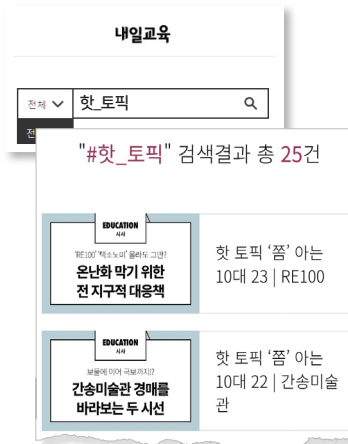 내일교육
전체
핫_토픽
전
"#핫_토픽" 검색결과 총 25건
EDUCATION
시사
'RE100' '택소노미' 몰라도 그만?
온난화 막기 위한
전 지구적 대응책
핫 토픽 ‘쫌’ 아는
10대 23 | RE100
EDUCATION
시사
보물에 이어 국보까지!?
간송미술관 경매를
바라보는 두 시선
핫 토픽 ‘쫌’ 아는
10대 22 | 간송미술
관